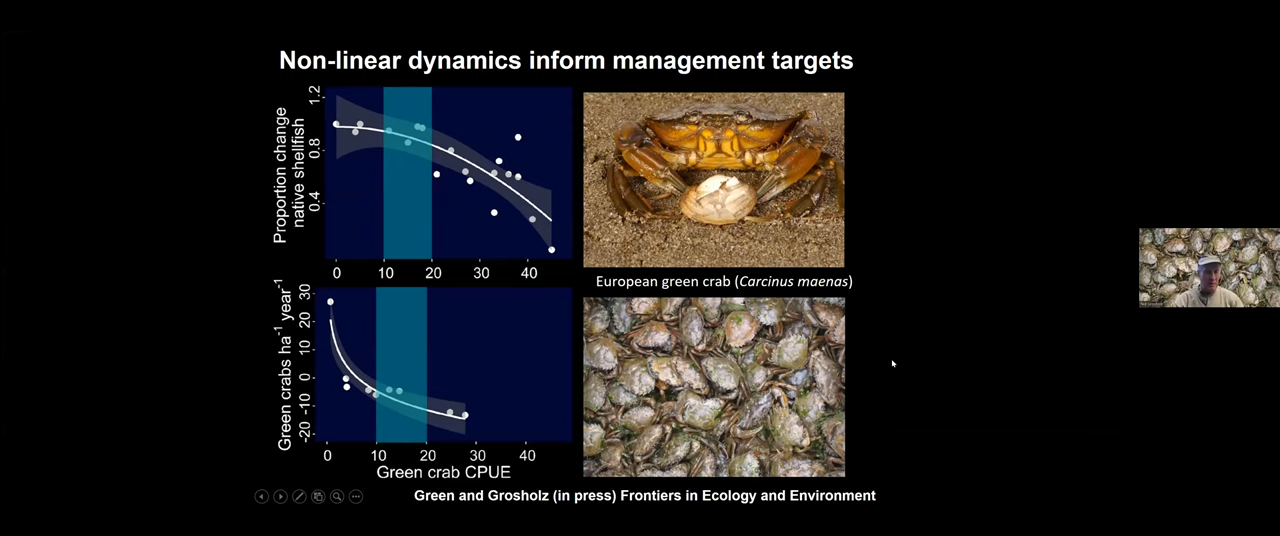 Non-linear dynamics inform management targets
Proportion change
native shellfish
1.2
0.8
0.4
0 10 20 30 40
European green crab (Carcinus maenas)
Green crabs ha-1 year-1
30
20
10
0
-10
-20
0 10 20 30 40
Green crab CPUE
Green and Grosholz (in press) Frontiers in Ecology and Environment